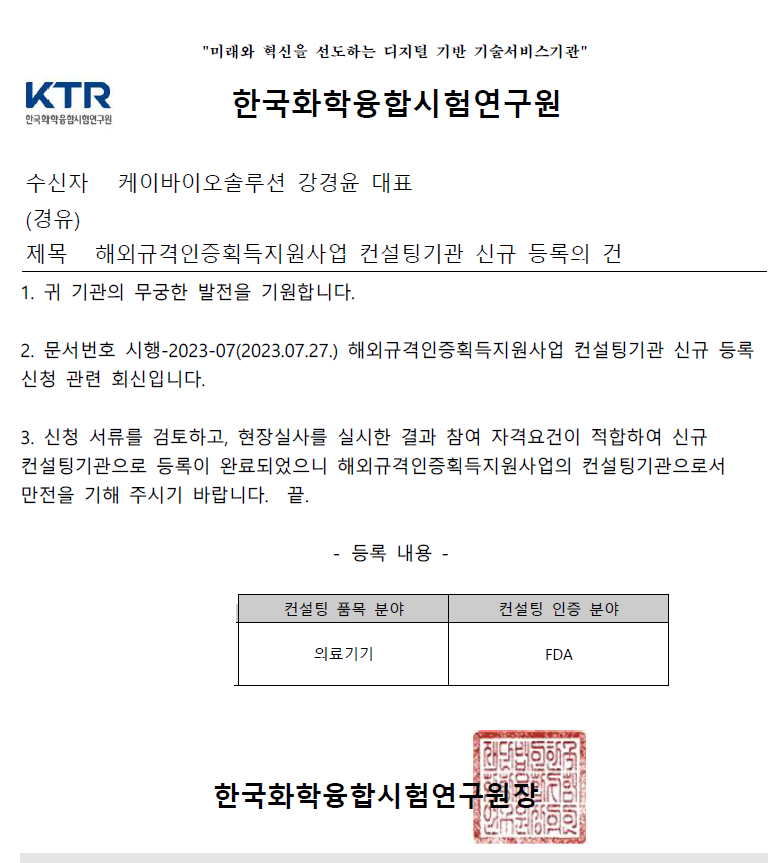 "미래와 혁신을 선도하는 디지털 기반 기술서비스기관"
KTR
한국화학융합시험연구원
한국화학융합시험연구원
수신자 케이바이오솔루션 강경윤 대표
(경유)
제목 해외규격인증획득지원사업 컨설팅기관 신규 등록의 건
1. 귀 기관의 무궁한 발전을 기원합니다.
2. 문서번호 시행-2023-07(2023.07.27.) 해외규격인증획득지원사업 컨설팅기관 신규 등록
신청 관련 회신입니다.
3. 신청 서류를 검토하고, 현장실사를 실시한 결과 참여 자격요건이 적합하여 신규
컨설팅기관으로 등록이 완료되었으니 해외규격인증획득지원사업의 컨설팅기관으로서
만전을 기해 주시기 바랍니다. 끝.
- 등록 내용 -
컨설팅 품목 분야 컨설팅 인증 분야
의료기기 FDA
한국화학융합시험연구원장